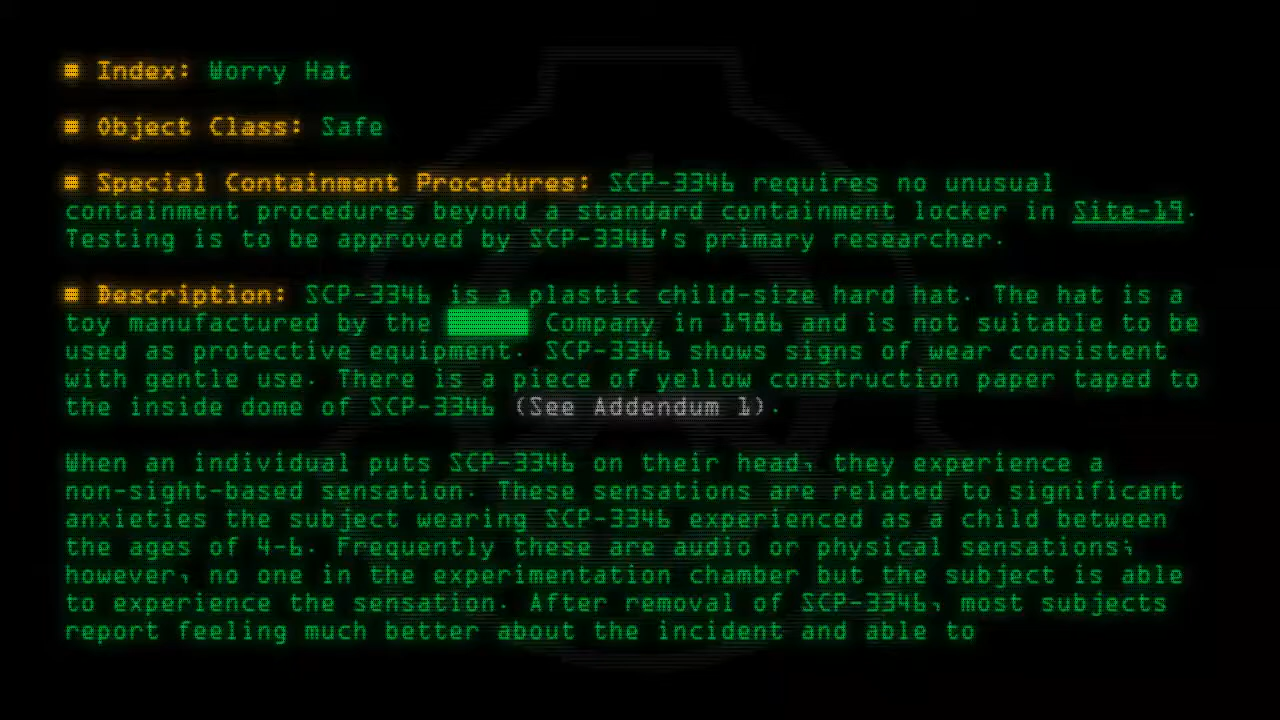 ■ Index: Worry Hat
■ Object Class: Safe
■ Special Containment Procedures: SCP-3346 requires no unusual
containment procedures beyond a standard containment locker in Site-19.
Testing is to be approved by SCP-3346's primary researcher.
■ Description: SCP-3346 is a plastic child-size hard hat. The hat is a
toy manufactured by the █████ Company in 1986 and is not suitable to be
used as protective equipment. SCP-3346 shows signs of wear consistent
with gentle use. There is a piece of yellow construction paper taped to
the inside dome of SCP-3346 (See Addendum 1).
When an individual puts SCP-3346 on their head, they experience a
non-sight-based sensation. These sensations are related to significant
anxieties the subject wearing SCP-3346 experienced as a child between
the ages of 4-6. Frequently these are audio or physical sensations;
however, no one in the experimentation chamber but the subject is able
to experience the sensation. After removal of SCP-3346, most subjects
report feeling much better about the incident and able to